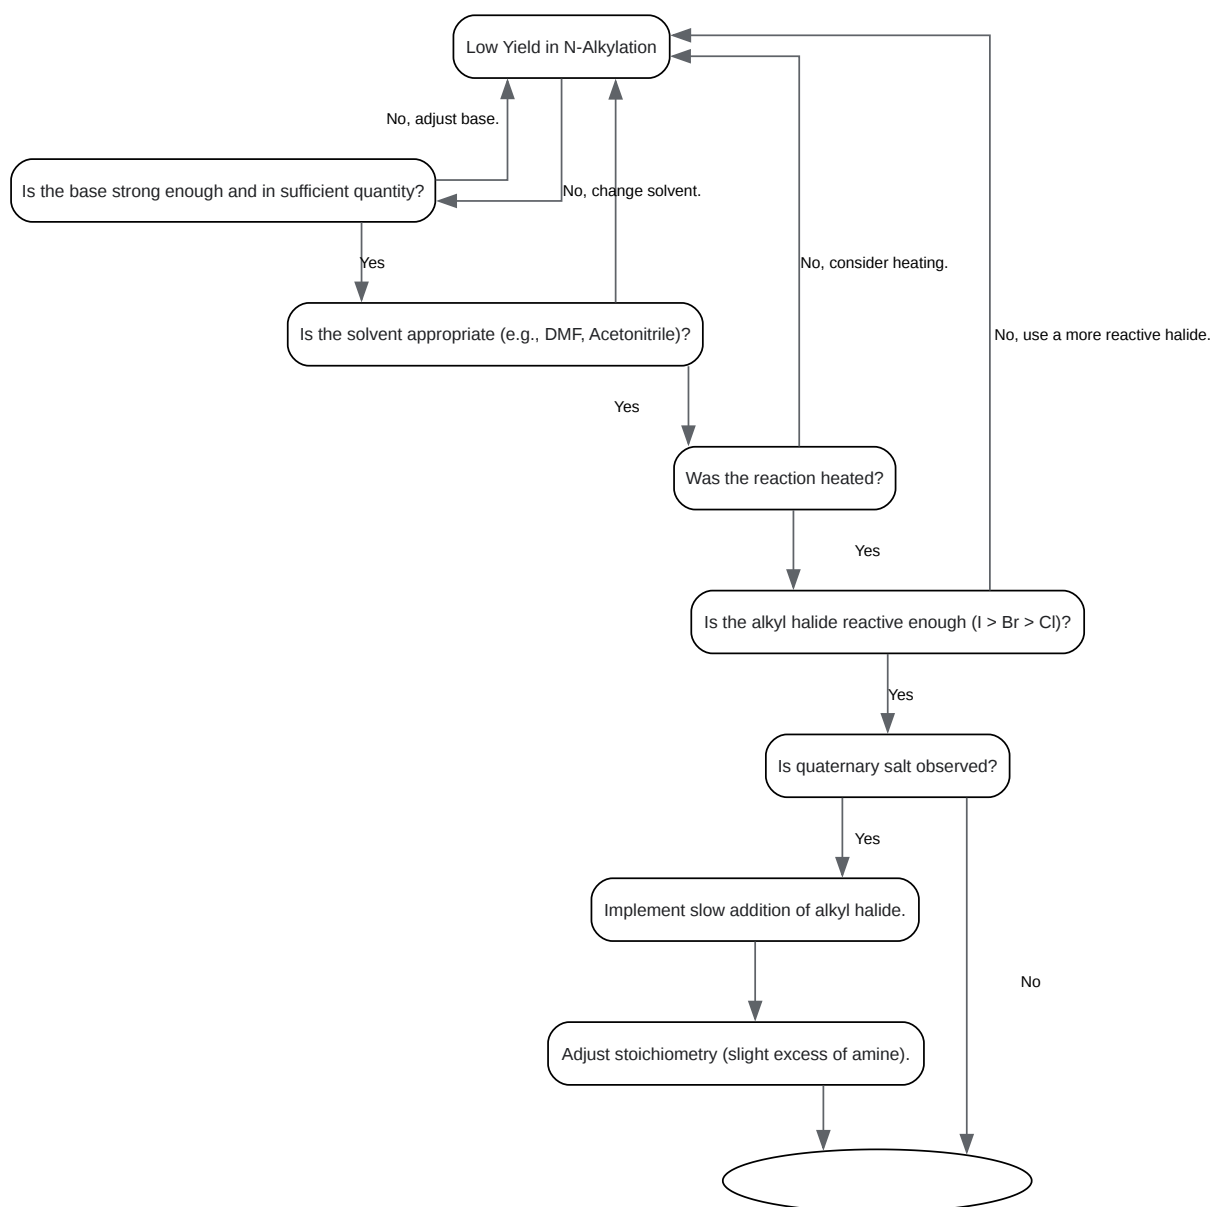 Low Yield in N-Alkylation
No, adjust base.
Is the base strong enough and in sufficient quantity?
No, change solvent.
Yes
No, consider heating.
Is the solvent appropriate (e.g., DMF, Acetonitrile)?
No, use a more reactive halide.
Yes
Was the reaction heated?
Yes
Is the alkyl halide reactive enough (I > Br > Cl)?
Yes
Is quaternary salt observed?
Yes
Implement slow addition of alkyl halide.
No
Adjust stoichiometry (slight excess of amine).